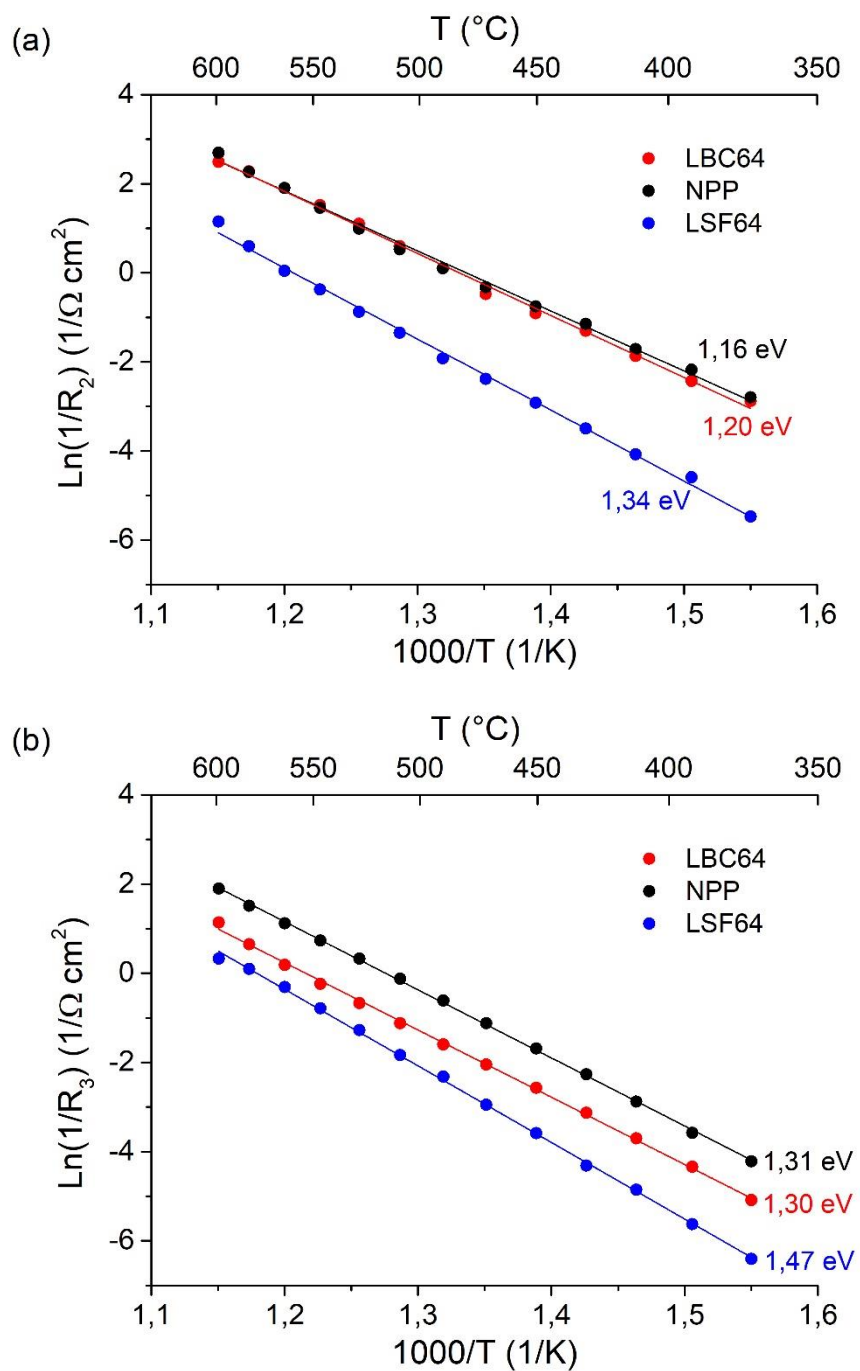 (a)
T (°C)
600 550 500 450 400 350
4
2
0
-2
-4
-6
Ln(1/R2) (1/Ω cm²)
LBC64
NPP
LSF64
1,16 eV
1,20 eV
1,34 eV
1,1 1,2 1,3 1,4 1,5 1,6
1000/T (1/K)
(b)
T (°C)
600 550 500 450 400 350
4
2
0
-2
-4
-6
Ln(1/R3) (1/Ω cm²)
LBC64
NPP
LSF64
1,31 eV
1,30 eV
1,47 eV
1,1 1,2 1,3 1,4 1,5 1,6
1000/T (1/K)